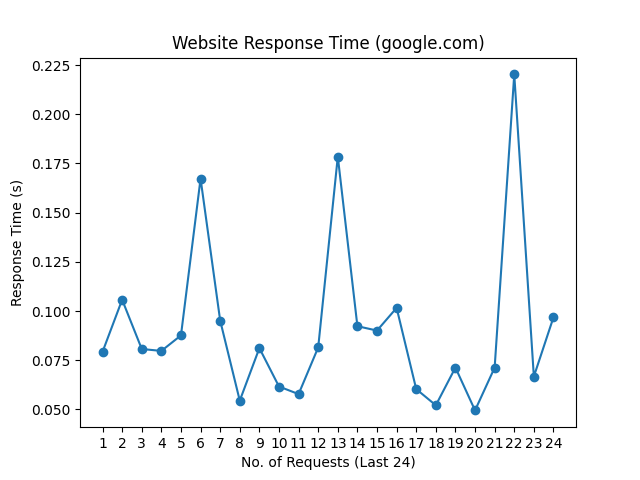 Website Response Time (google.com)
Response Time (s)
0.225
0.200
0.175
0.150
0.125
0.100
0.075
0.050
1 2 3 4 5 6 7 8 9 10 11 12 13 14 15 16 17 18 19 20 21 22 23 24
No. of Requests (Last 24)